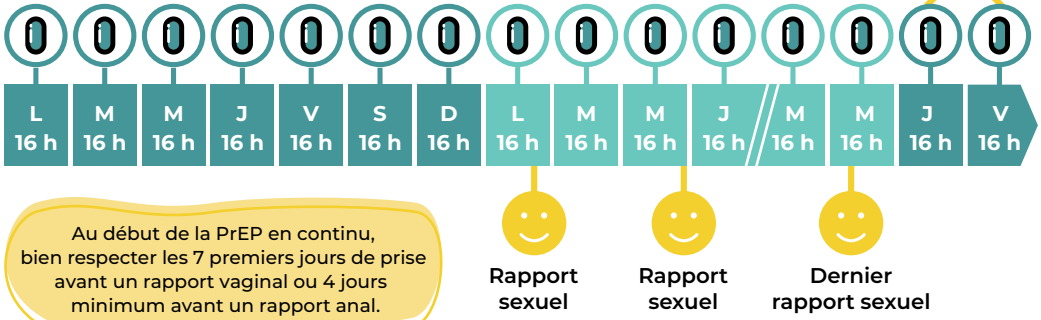 L M M J V S D L M M J M M J V
16 h 16 h 16 h 16 h 16 h 16 h 16 h 16 h 16 h 16 h 16 h 16 h 16 h 16 h 16 h
Au début de la PrEP en continu,
bien respecter les 7 premiers jours de prise
avant un rapport vaginal ou 4 jours
minimum avant un rapport anal.
Rapport
sexuel
Rapport
sexuel
Dernier
rapport sexuel